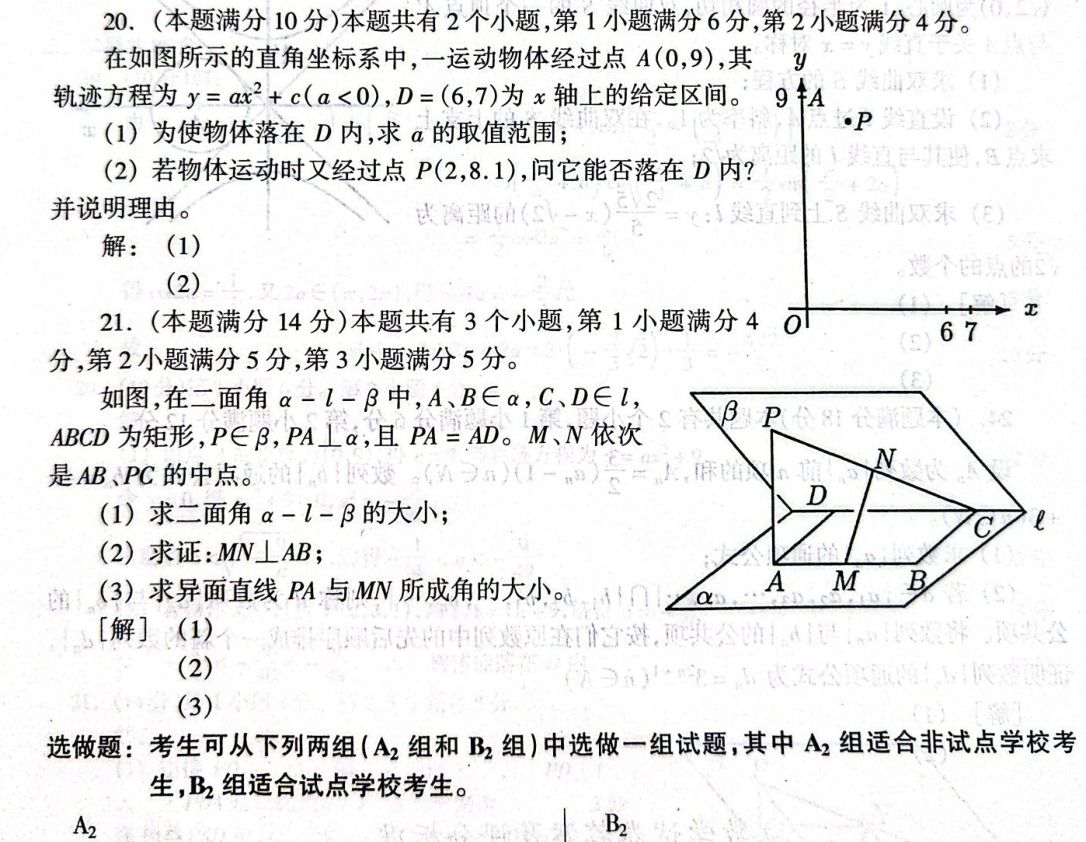 20. (本题满分 10 分)本题共有 2 个小题,第 1 小题满分 6 分,第 2 小题满分 4 分。
在如图所示的直角坐标系中,一运动物体经过点 A(0,9),其
轨迹方程为 y = ax² + c(a<0),D = (6,7)为 x 轴上的给定区间。
(1) 为使物体落在 D 内,求 a 的取值范围;
(2) 若物体运动时又经过点 P(2,8.1),问它能否落在 D 内?
并说明理由。
解: (1)
(2)
y
9
A
P
O
6 7
x
21. (本题满分 14 分)本题共有 3 个小题,第 1 小题满分 4
分,第 2 小题满分 5 分,第 3 小题满分 5 分。
如图,在二面角 α - l - β 中,A、B∈α,C、D∈l,
ABCD 为矩形,P∈β,PA⊥α,且 PA = AD。M、N 依次
是 AB、PC 的中点。
(1) 求二面角 α - l - β 的大小;
(2) 求证:MN⊥AB;
(3) 求异面直线 PA 与 MN 所成角的大小。
[解] (1)
(2)
(3)
β
P
N
D
C
ℓ
A
M
B
α
选做题: 考生可从下列两组(A₂ 组和 B₂ 组)中选做一组试题,其中 A₂ 组适合非试点学校考
生,B₂ 组适合试点学校考生。
A₂
B₂